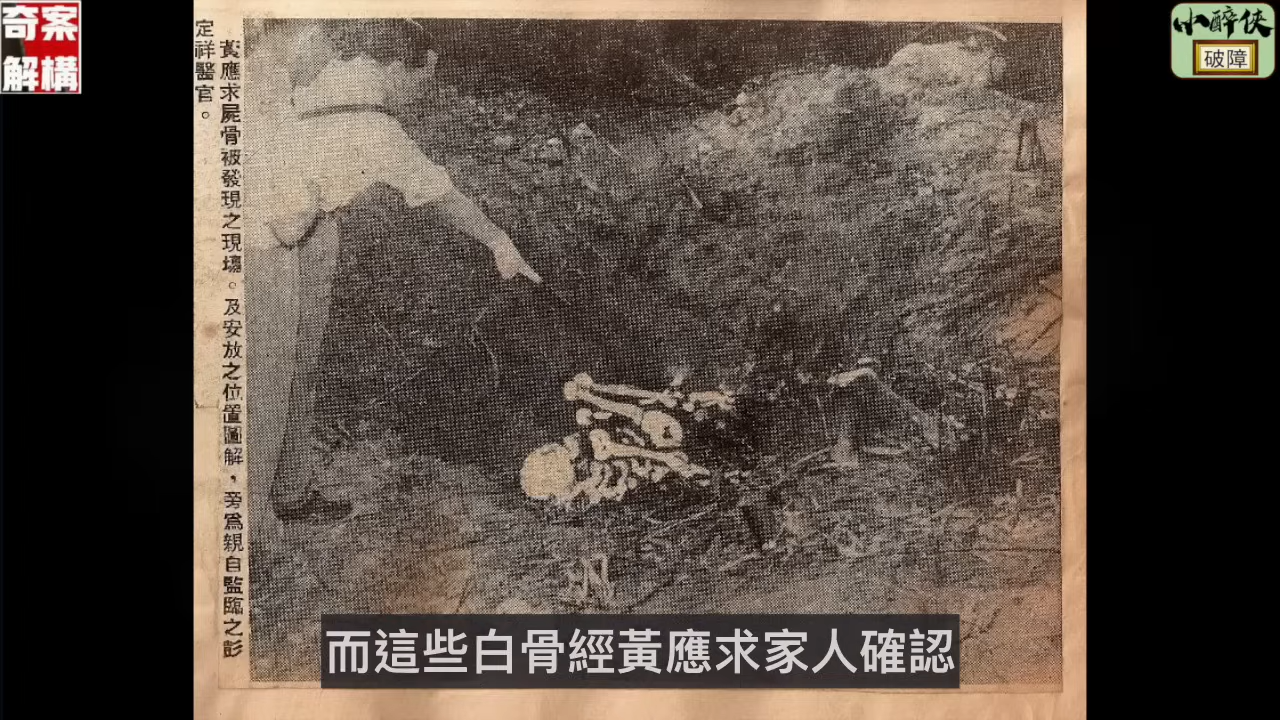 奇案
解構
小醉俠
破障
黃應求屍骨被發現之現場。及安放之位置圖解,旁爲親自監臨之彭
定祥醫官。
而這些白骨經黃應求家人確認